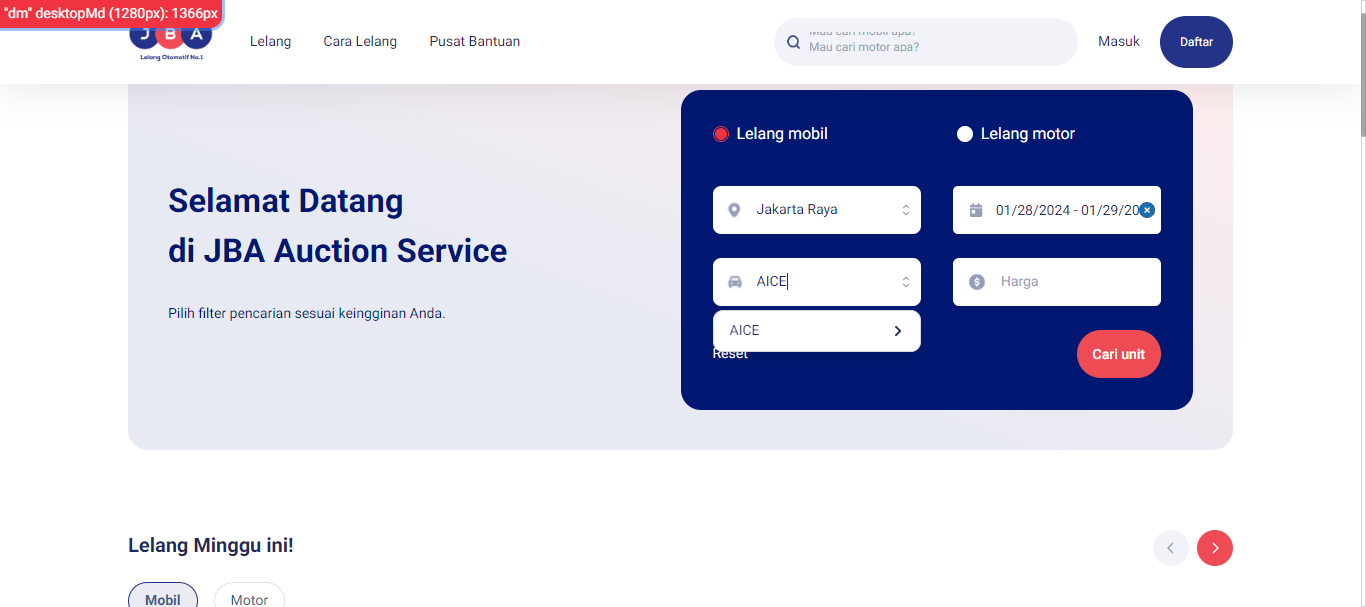 "dm" desktopMd (1280px): 1366px
JBA
Lelang Otomotif No.1
Lelang
Cara Lelang
Pusat Bantuan
Mau cari mobil apa?
Mau cari motor apa?
Masuk
Daftar
Lelang mobil
Lelang motor
Selamat Datang
di JBA Auction Service
Pilih filter pencarian sesuai keingginan Anda.
Jakarta Raya
01/28/2024 - 01/29/20
AICE
Harga
AICE
Reset
Cari unit
Lelang Minggu ini!
Mobil
Motor